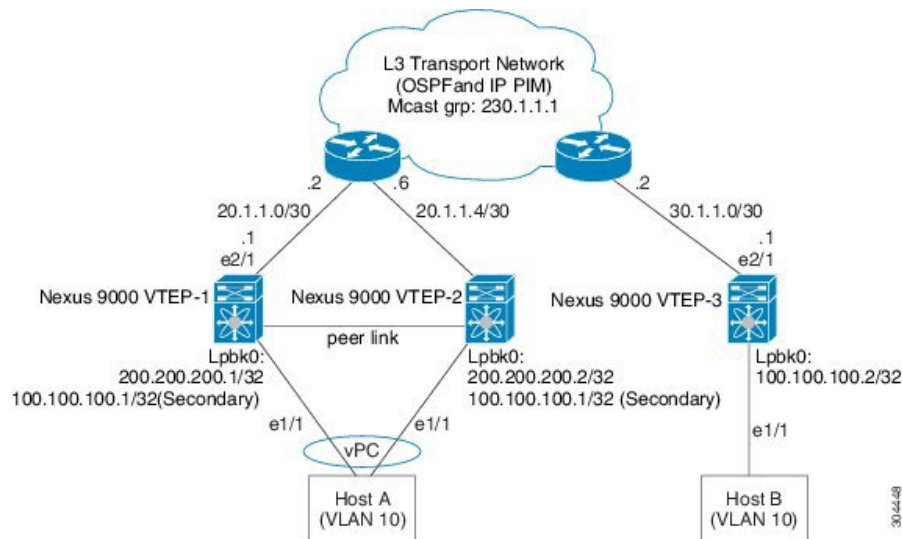 L3 Transport Network
(OSPFand IP PIM)
Mcast grp: 230.1.1.1
.2
.6
.2
20.1.1.0/30
20.1.1.4/30
30.1.1.0/30
.1
e2/1
.1
e2/1
Nexus 9000 VTEP-1
Nexus 9000 VTEP-2
Nexus 9000 VTEP-3
peer link
Lpbk0:
200.200.200.1/32
100.100.100.1/32(Secondary)
Lpbk0:
200.200.200.2/32
100.100.100.1/32 (Secondary)
Lpbk0:
100.100.100.2/32
e1/1
e1/1
e1/1
vPC
Host A
(VLAN 10)
Host B
(VLAN 10)
304448